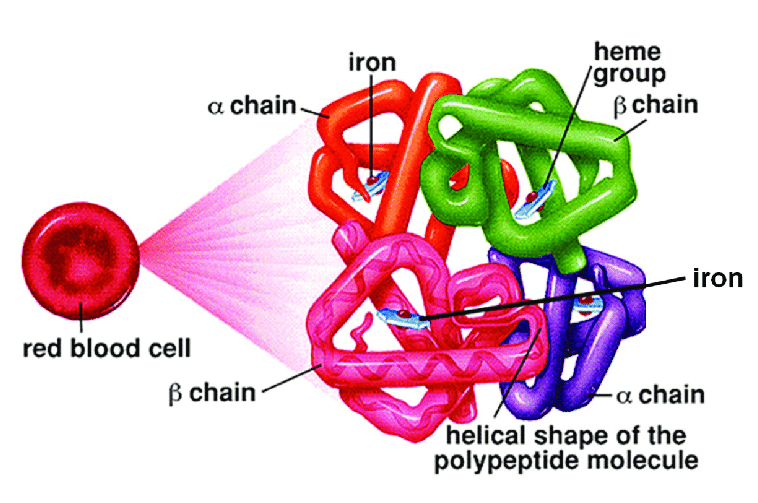 heme
group
iron
α chain
β chain
iron
red blood cell
β chain
α chain
helical shape of the
polypeptide molecule